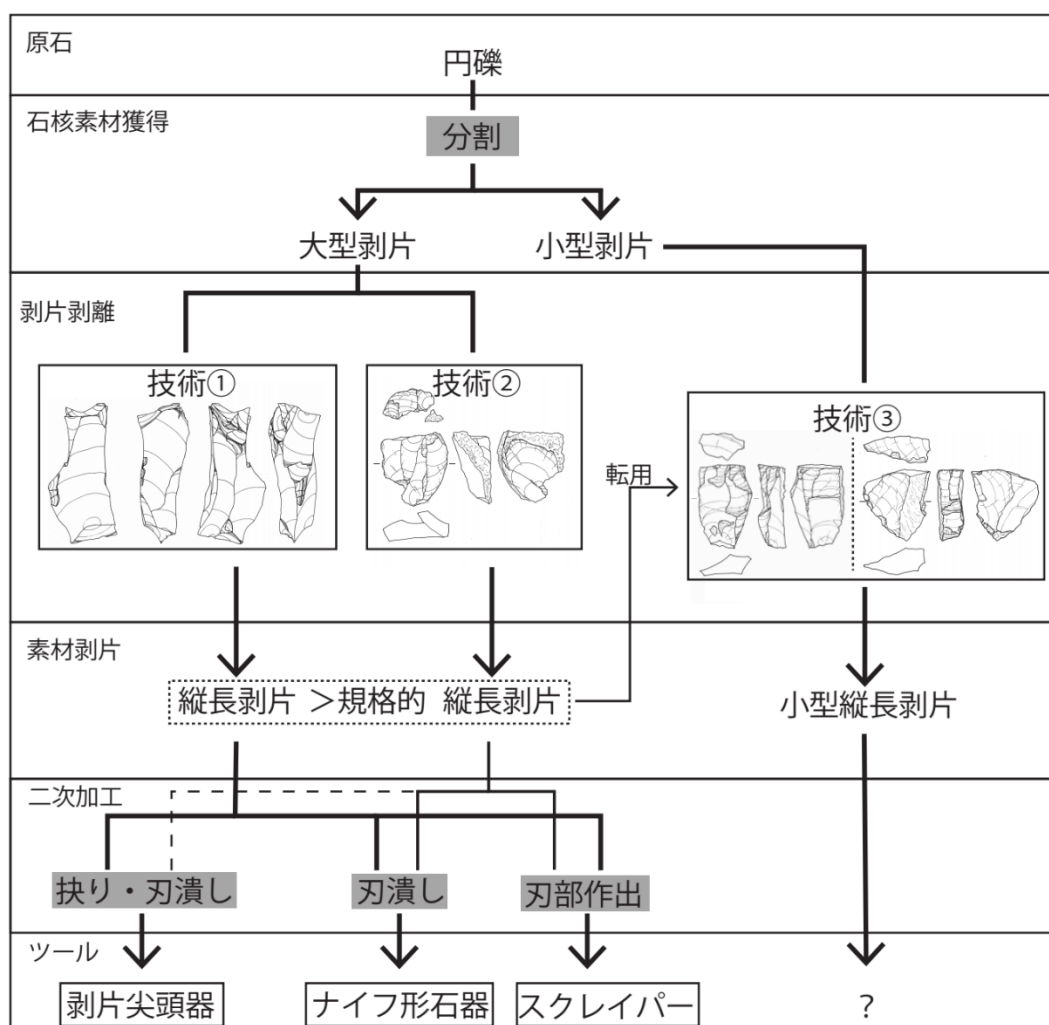 原石
円礫
石核素材獲得
分割
大型剥片
小型剥片
剥片剥離
技術①
技術②
技術③
転用
素材剥片
縦長剥片 >規格的 縦長剥片
小型縦長剥片
二次加工
抉り・刃潰し
刃潰し
刃部作出
ツール
剥片尖頭器
ナイフ形石器
スクレイパー
?